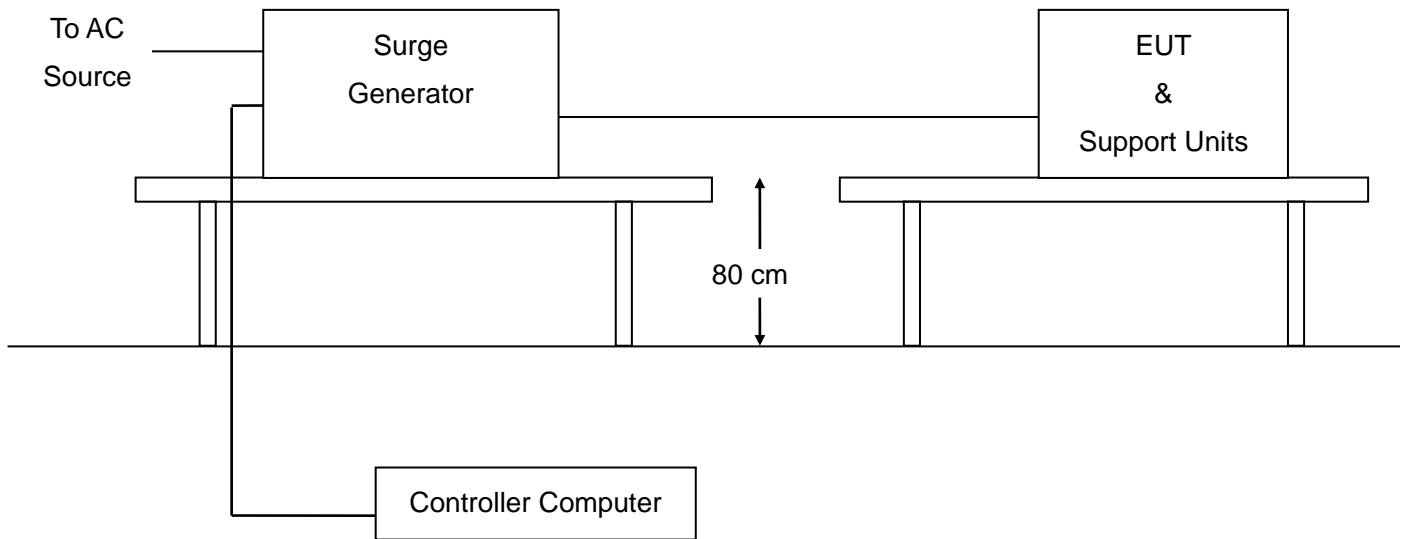 To AC
Source
Surge
Generator
EUT
&
Support Units
80 cm
Controller Computer